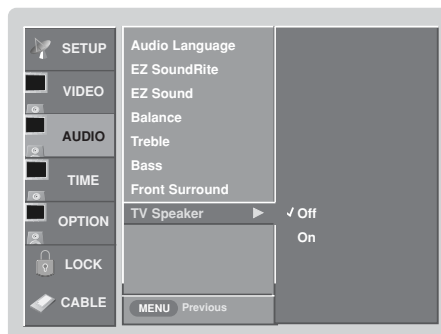 SETUP
VIDEO
AUDIO
TIME
OPTION
LOCK
CABLE
Audio Language
EZ SoundRite
EZ Sound
Balance
Treble
Bass
Front Surround
TV Speaker ▶
✓ Off
On
MENU Previous